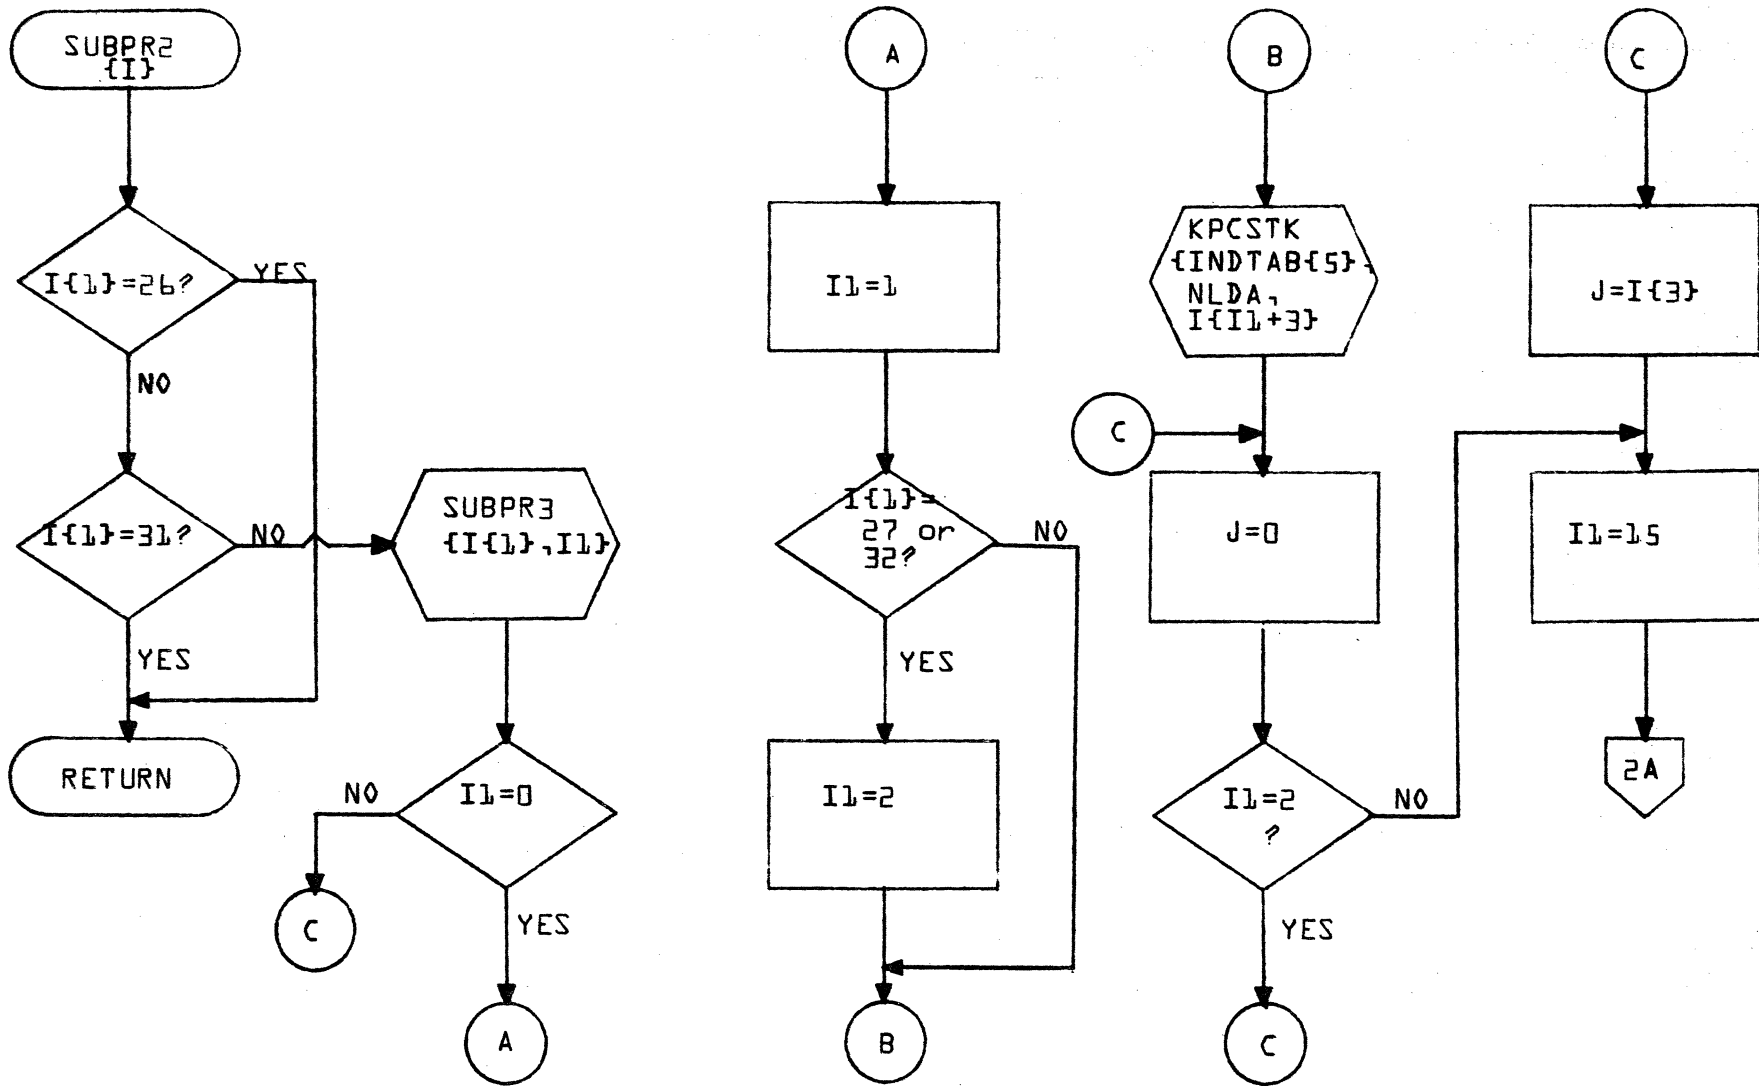 SUBPR2
{I}
I{1}=26?
YES
NO
I{1}=31?
NO
YES
RETURN
SUBPR3
{I{1},I1}
I1=0
NO
C
YES
A
A
I1=1
I{1}=
27 or
32?
NO
YES
I1=2
B
B
KPCSTK
{INDTAB{5},
NLDA,
I{I1+3}
C
J=0
I1=2
?
NO
YES
C
C
J=I{3}
I1=15
2A